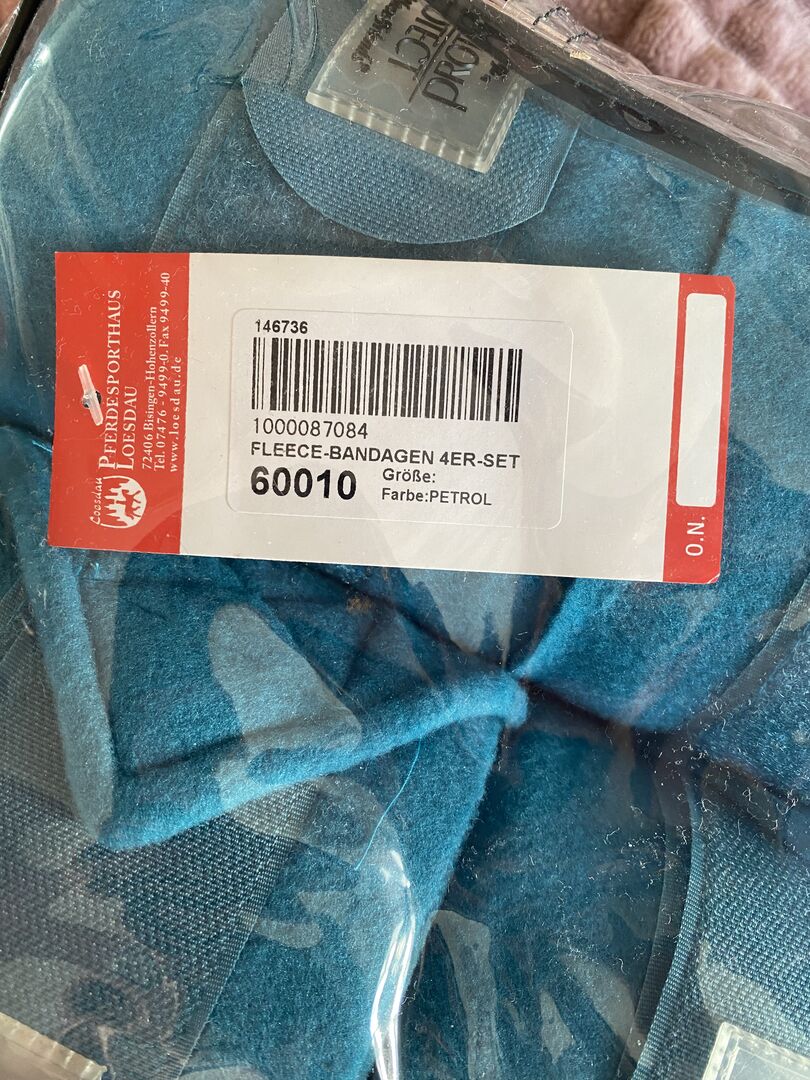 146736
1000087084
FLEECE-BANDAGEN 4ER-SET
60010
Größe:
Farbe:PETROL
Loesdau
PFERDESPORTHAUS
LOESDAU
72406 Bisingen-Hohenzollern
Tel. 07476 - 9499-0. Fax 9499-40
www.loesdau.de
O.N.